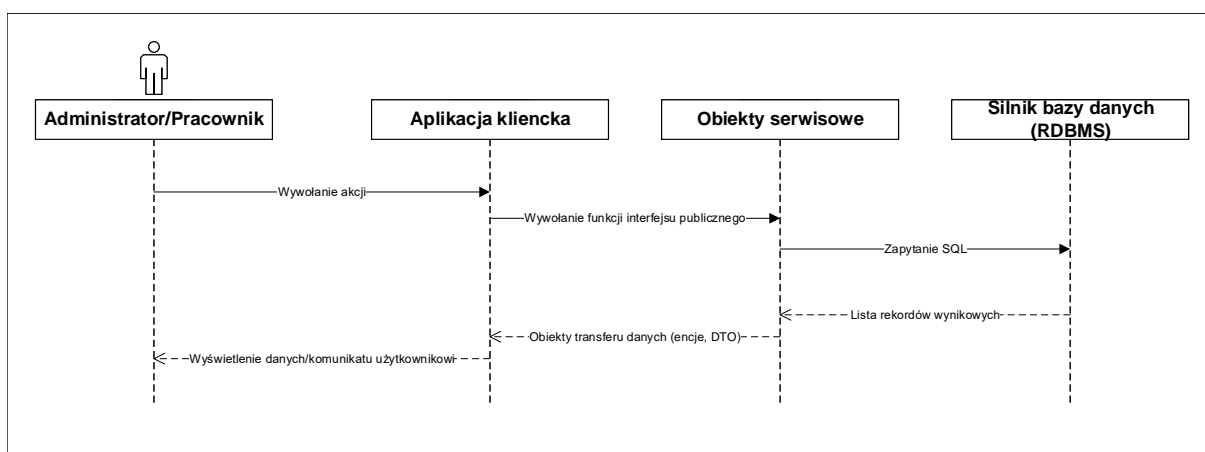 Administrator/Pracownik
Aplikacja kliencka
Obiekty serwisowe
Silnik bazy danych
(RDBMS)
Wywołanie akcji
Wywołanie funkcji interfejsu publicznego
Zapytanie SQL
Lista rekordów wynikowych
Obiekty transferu danych (encje, DTO)
Wyświetlenie danych/komunikatu użytkownikowi